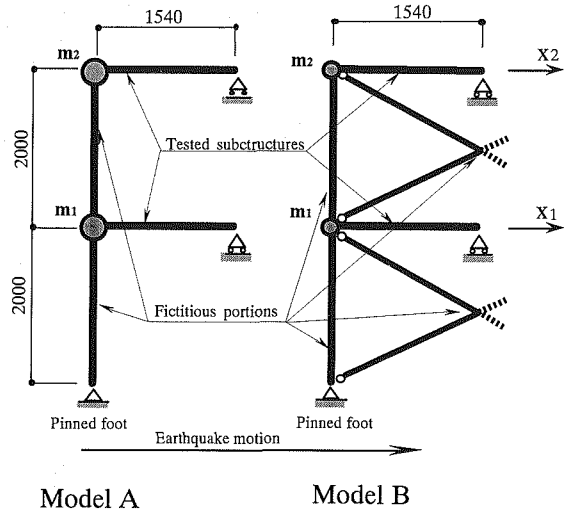 1540
1540
m2
m2
X2
2000
Tested subctructures
m1
m1
X1
2000
Fictitious portions
Pinned foot
Pinned foot
Earthquake motion
Model A
Model B